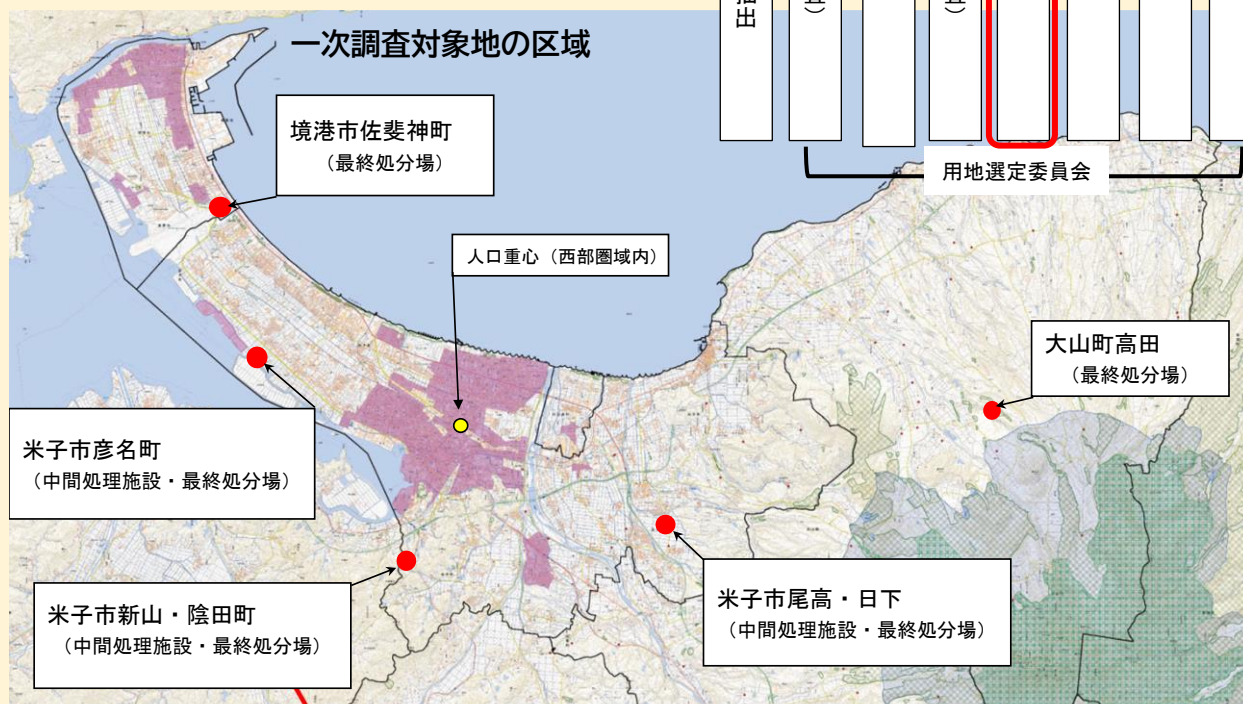 一次調査対象地の区域
抽出
）
）
用地選定委員会
境港市佐斐神町
（最終処分場）
人口重心（西部圏域内）
大山町高田
（最終処分場）
米子市彦名町
（中間処理施設・最終処分場）
米子市新山・陰田町
（中間処理施設・最終処分場）
米子市尾高・日下
（中間処理施設・最終処分場）